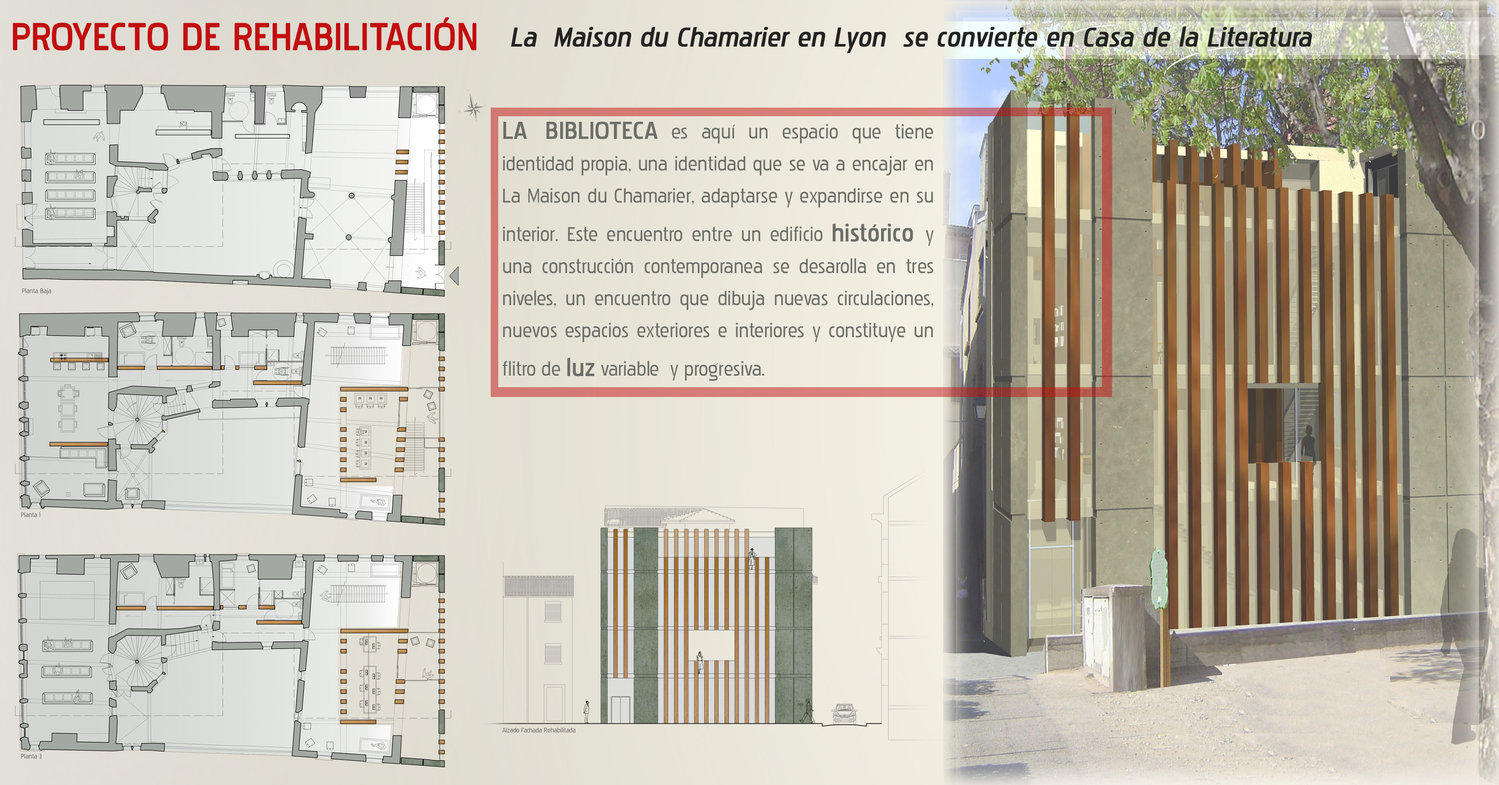 PROYECTO DE REHABILITACIÓN
La Maison du Chamarier en Lyon se convierte en Casa de la Literatura
LA BIBLIOTECA es aquí un espacio que tiene
identidad propia, una identidad que se va a encajar en
La Maison du Chamarier, adaptarse y expandirse en su
interior. Este encuentro entre un edificio histórico y
una construcción contemporanea se desarolla en tres
niveles, un encuentro que dibuja nuevas circulaciones,
nuevos espacios exteriores e interiores y constituye un
flitro de luz variable y progresiva.
Planta Baja
Planta I
Planta II
Alzado Fachada Rehabilitada